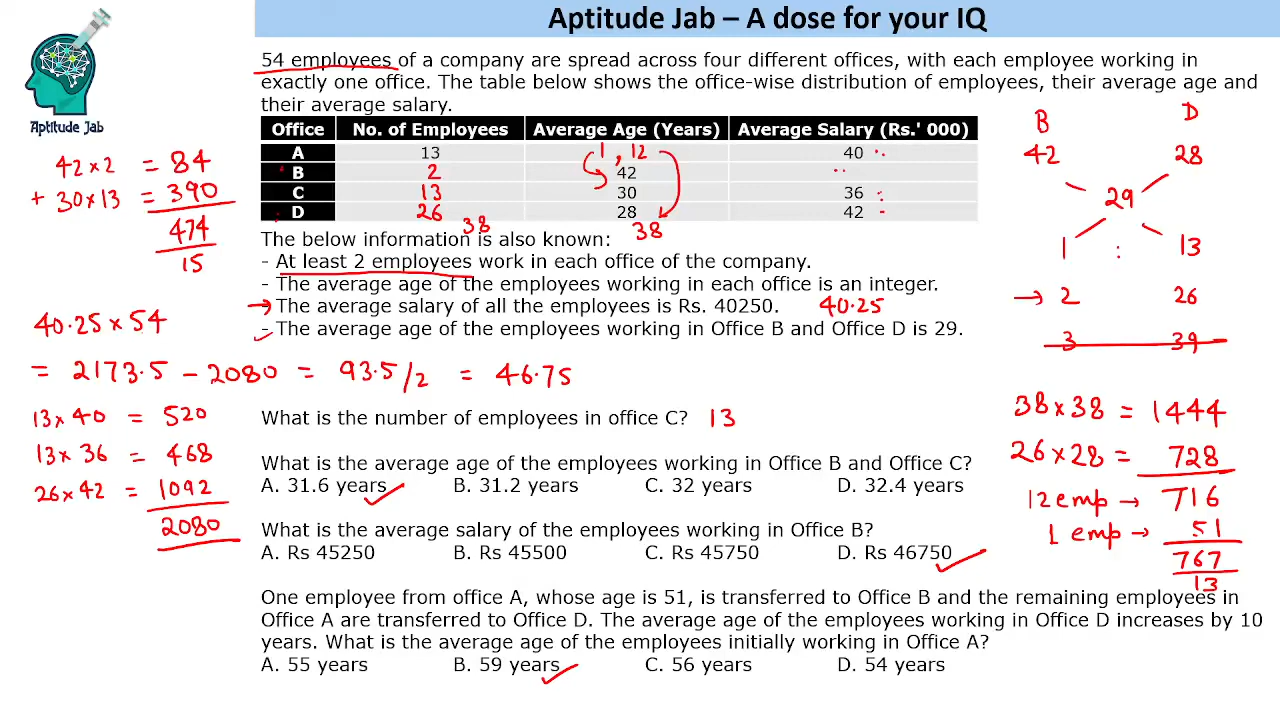 Aptitude Jab – A dose for your IQ
Aptitude Jab
54 employees of a company are spread across four different offices, with each employee working in
exactly one office. The table below shows the office-wise distribution of employees, their average age and
their average salary.
Office No. of Employees Average Age (Years) Average Salary (Rs.' 000)
A 13 1, 12 40
B 2 42
C 13 30 36
D 26 28 42
38 38
42 × 2 = 84
+ 30 × 13 = 390
474
15
B D
42 28
29
1 : 13
→ 2 26
3 39
The below information is also known:
- At least 2 employees work in each office of the company.
- The average age of the employees working in each office is an integer.
→ The average salary of all the employees is Rs. 40250. 40.25
- The average age of the employees working in Office B and Office D is 29.
40.25 × 54
= 2173.5 - 2080 = 93.5/2 = 46.75
13 × 40 = 520
13 × 36 = 468
26 × 42 = 1092
2080
What is the number of employees in office C? 13
What is the average age of the employees working in Office B and Office C?
A. 31.6 years B. 31.2 years C. 32 years D. 32.4 years
What is the average salary of the employees working in Office B?
A. Rs 45250 B. Rs 45500 C. Rs 45750 D. Rs 46750
38 × 38 = 1444
26 × 28 = 728
12 emp → 716
1 emp → 51
767
13
One employee from office A, whose age is 51, is transferred to Office B and the remaining employees in
Office A are transferred to Office D. The average age of the employees working in Office D increases by 10
years. What is the average age of the employees initially working in Office A?
A. 55 years B. 59 years C. 56 years D. 54 years